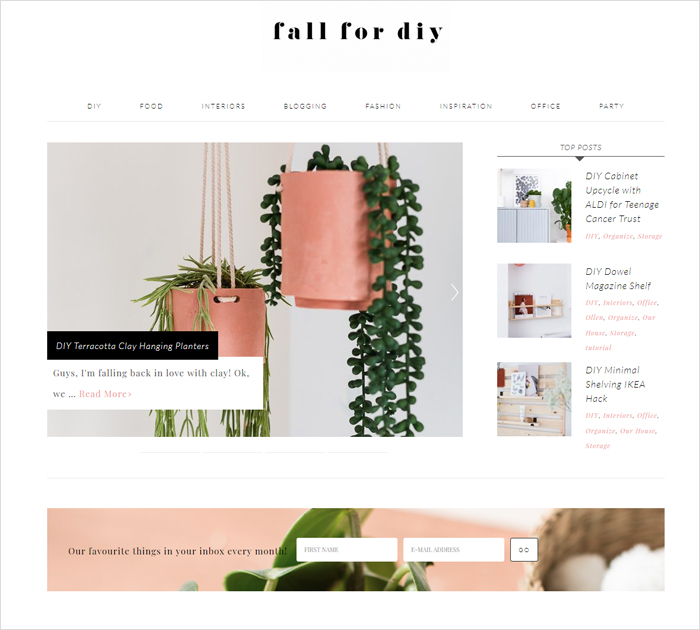 fall for diy
DIY FOOD INTERIORS BLOGGING FASHION INSPIRATION OFFICE PARTY
DIY Terracotta Clay Hanging Planters
Guys, I'm falling back in love with clay! Ok,
we ... Read More›
TOP POSTS
DIY Cabinet
Upcycle with
ALDI for Teenage
Cancer Trust
DIY, Organize, Storage
DIY Dowel
Magazine Shelf
DIY, Interiors, Office,
Ollen, Organize, Our
House, Storage,
tutorial
DIY Minimal
Shelving IKEA
Hack
DIY, Interiors, Office,
Organize, Our House,
Storage
Our favourite things in your inbox every month! FIRST NAME E-MAIL ADDRESS GO